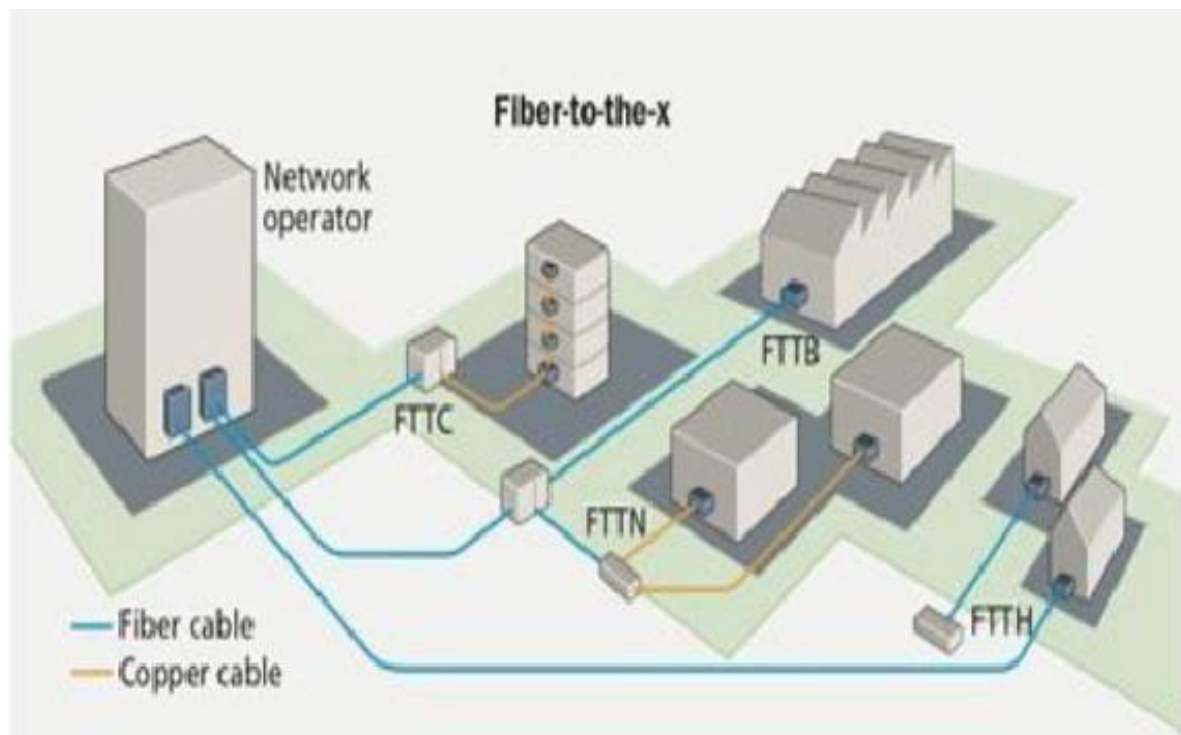 Fiber-to-the-x
Network
operator
FTTB
FTTC
FTTN
FTTH
Fiber cable
Copper cable